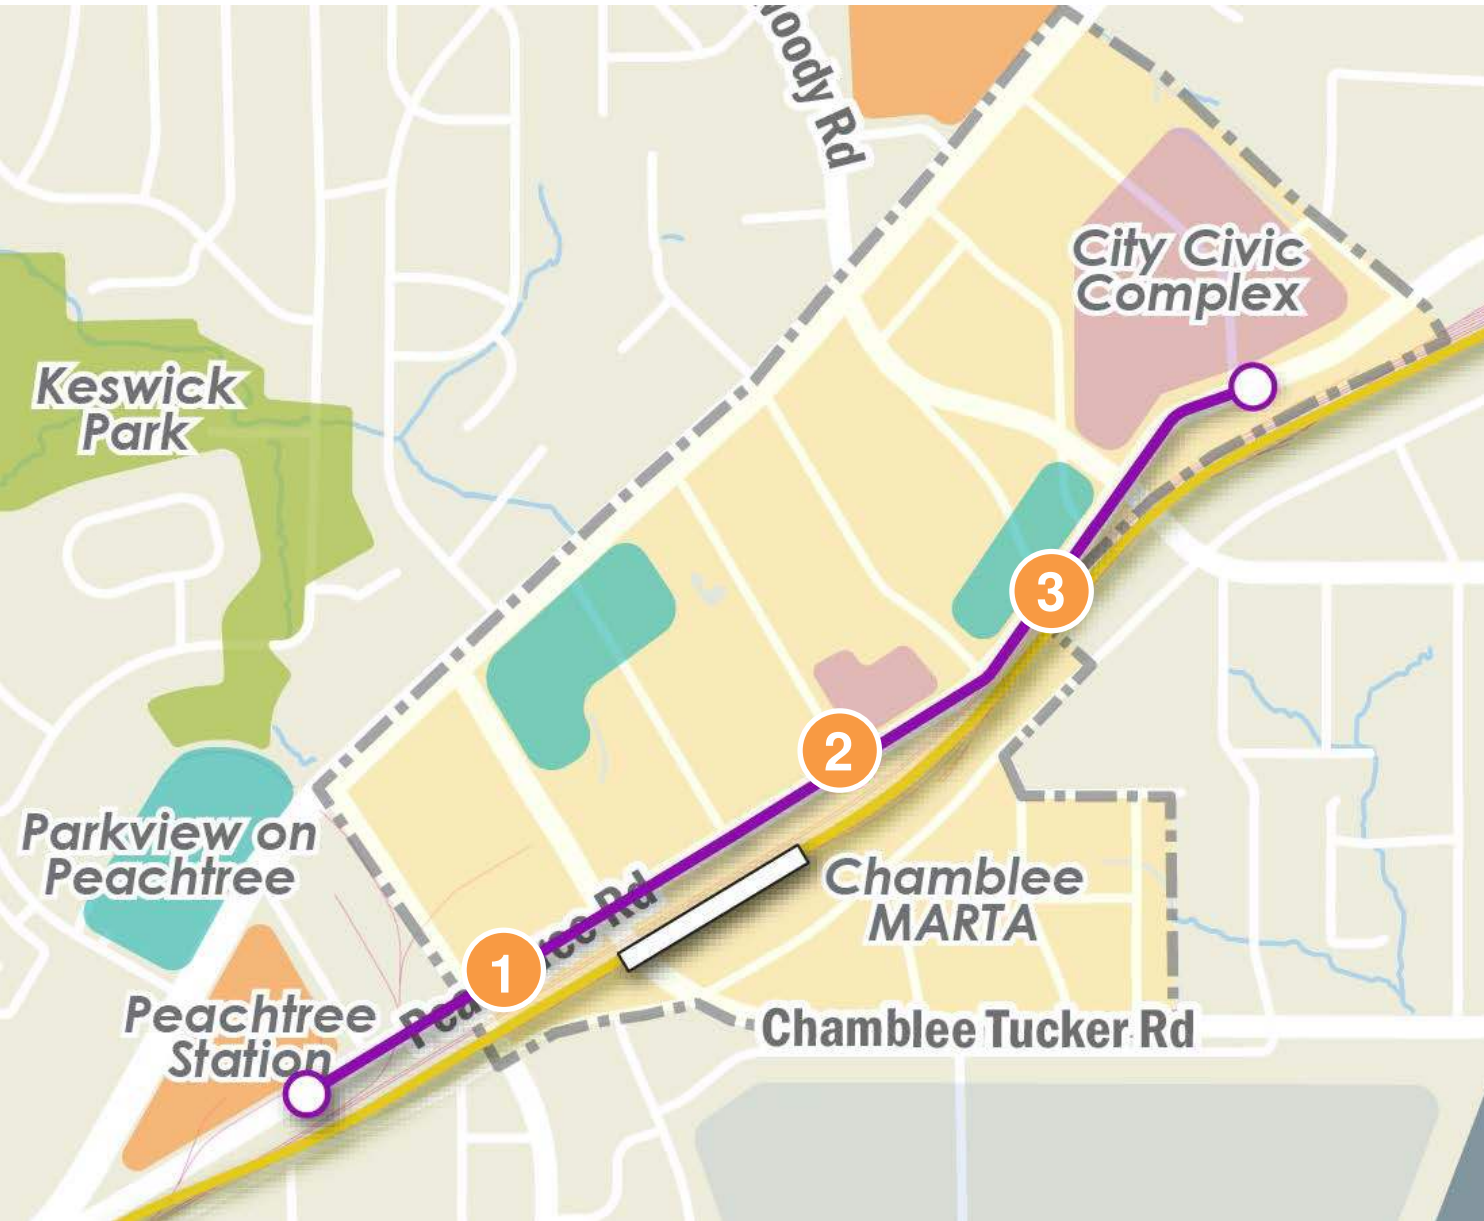 woody Rd
City Civic
Complex
Keswick
Park
3
2
Parkview on
Peachtree
Chamblee
MARTA
1
Peachtree
Station
Chamblee Tucker Rd